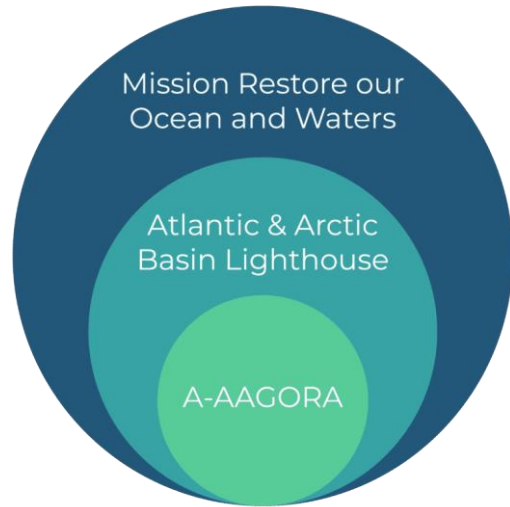 Mission Restore our
Ocean and Waters
Atlantic & Arctic
Basin Lighthouse
A-AAGORA